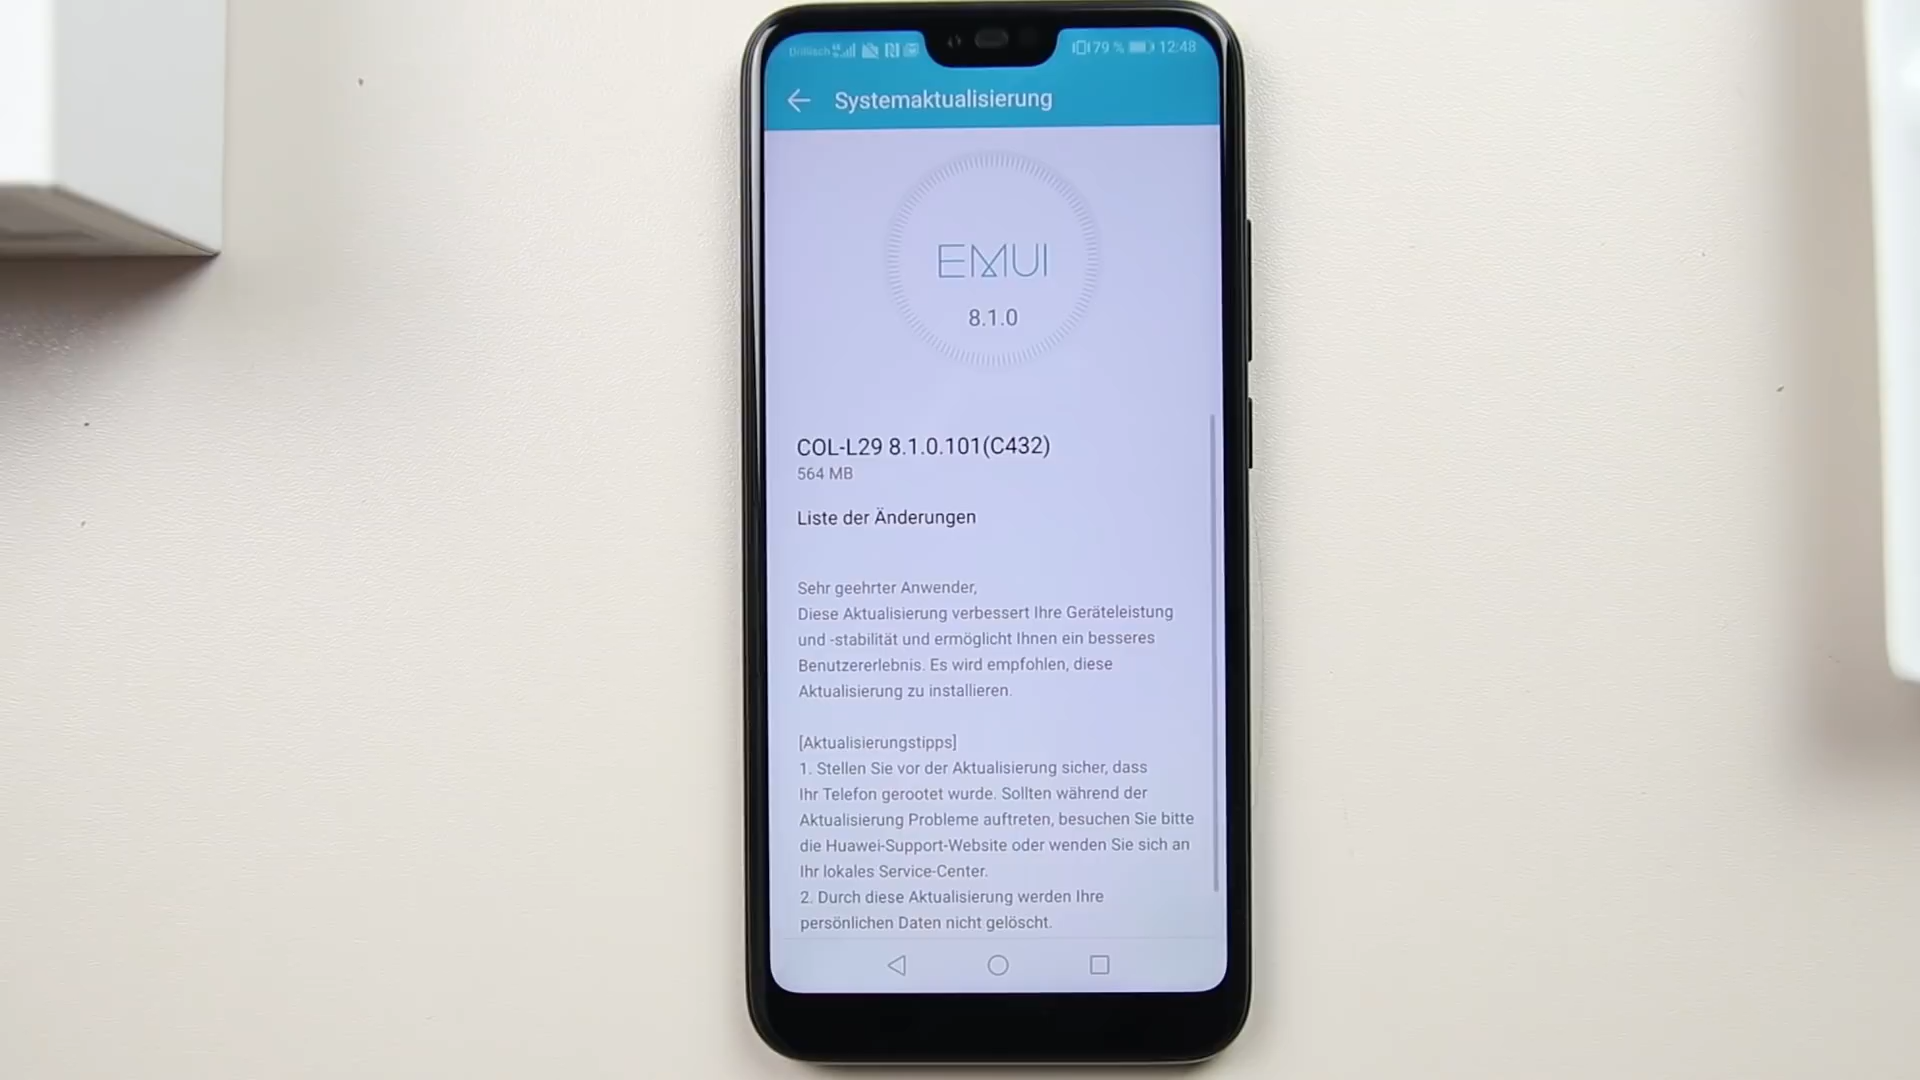 79 % 12:48
Systemaktualisierung
EMUI
8.1.0
COL-L29 8.1.0.101(C432)
564 MB
Liste der Änderungen
Sehr geehrter Anwender,
Diese Aktualisierung verbessert Ihre Geräteleistung
und -stabilität und ermöglicht Ihnen ein besseres
Benutzererlebnis. Es wird empfohlen, diese
Aktualisierung zu installieren.
[Aktualisierungstipps]
1. Stellen Sie vor der Aktualisierung sicher, dass
Ihr Telefon gerootet wurde. Sollten während der
Aktualisierung Probleme auftreten, besuchen Sie bitte
die Huawei-Support-Website oder wenden Sie sich an
Ihr lokales Service-Center.
2. Durch diese Aktualisierung werden Ihre
persönlichen Daten nicht gelöscht.